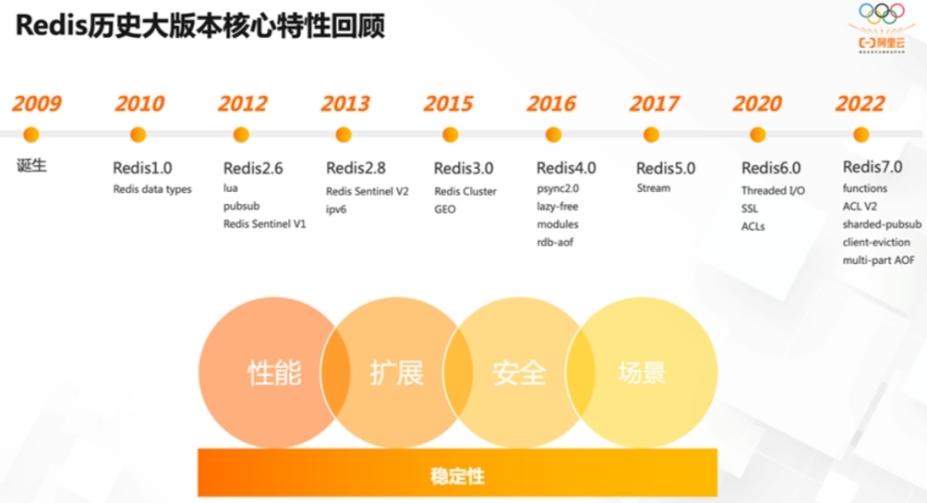 Redis历史大版本核心特性回顾
阿里云
2009 2010 2012 2013 2015 2016 2017 2020 2022
诞生
Redis1.0
Redis data types
Redis2.6
lua
pubsub
Redis Sentinel V1
Redis2.8
Redis Sentinel V2
ipv6
Redis3.0
Redis Cluster
GEO
Redis4.0
psync2.0
lazy-free
modules
rdb-aof
Redis5.0
Stream
Redis6.0
Threaded I/O
SSL
ACLs
Redis7.0
functions
ACL V2
sharded-pubsub
client-eviction
multi-part AOF
性能 扩展 安全 场景
稳定性